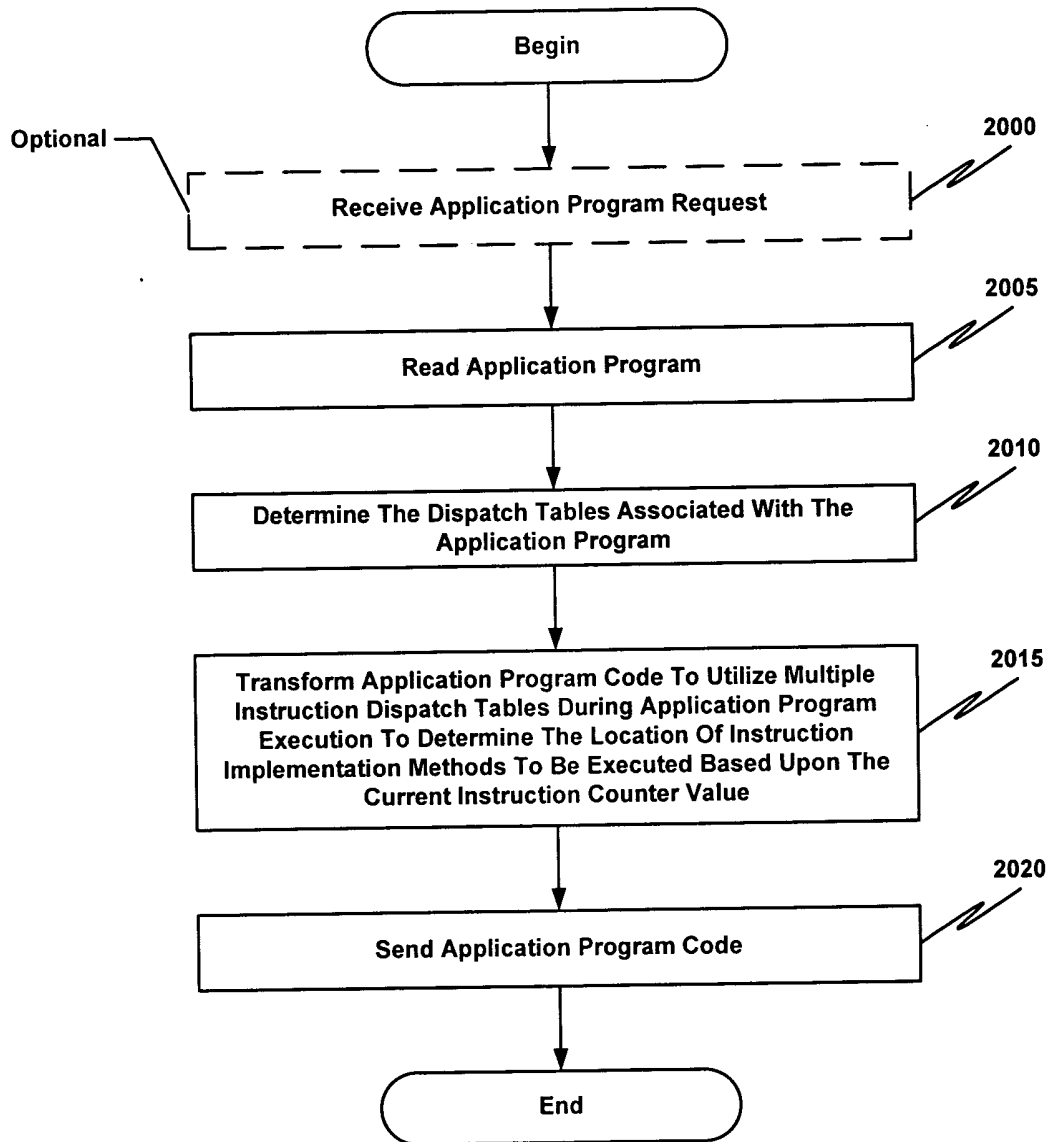 Begin
Optional
2000
Receive Application Program Request
2005
Read Application Program
2010
Determine The Dispatch Tables Associated With The
Application Program
2015
Transform Application Program Code To Utilize Multiple
Instruction Dispatch Tables During Application Program
Execution To Determine The Location Of Instruction
Implementation Methods To Be Executed Based Upon The
Current Instruction Counter Value
2020
Send Application Program Code
End